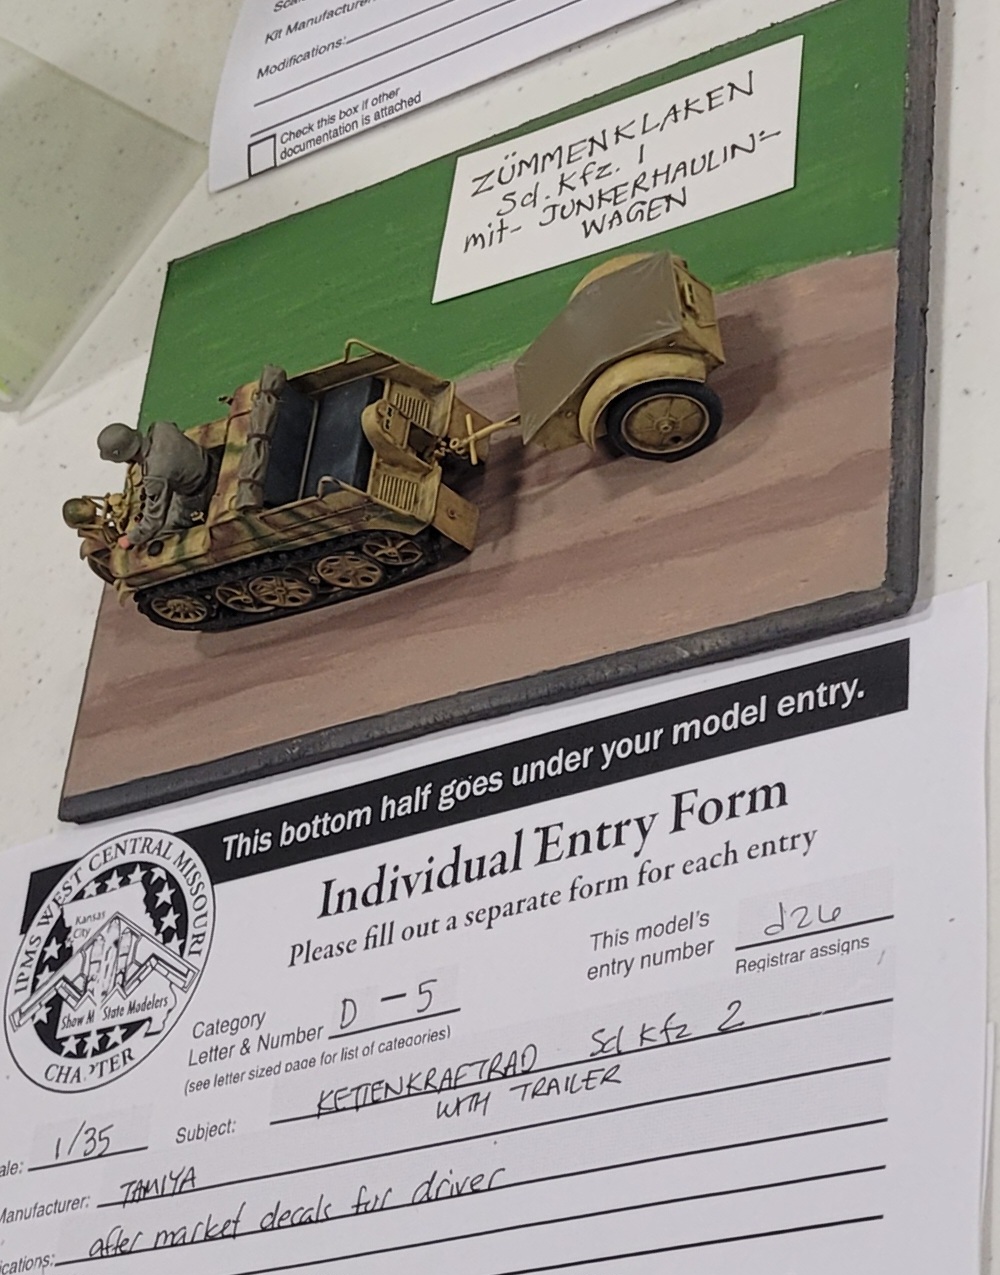 Kit Manufacturer:
Modifications:
Check this box if other
documentation is attached
ZÜMMENKLAKEN
Sd. Kfz. 1
mit- JUNKERHAULIN-
WAGEN
This bottom half goes under your model entry.
IPMS WEST CENTRAL MISSOURI
Kansas
City
Show M State Modelers
CHAPTER
Individual Entry Form
Please fill out a separate form for each entry
This model's
entry number d26
Registrar assigns
Category
Letter & Number D-5
(see letter sized page for list of categories)
ale: 1/35 Subject: KETTENKRAFTRAD Sd Kfz 2
WITH TRAILER
Manufacturer: TAMIYA
ications: after market decals for driver